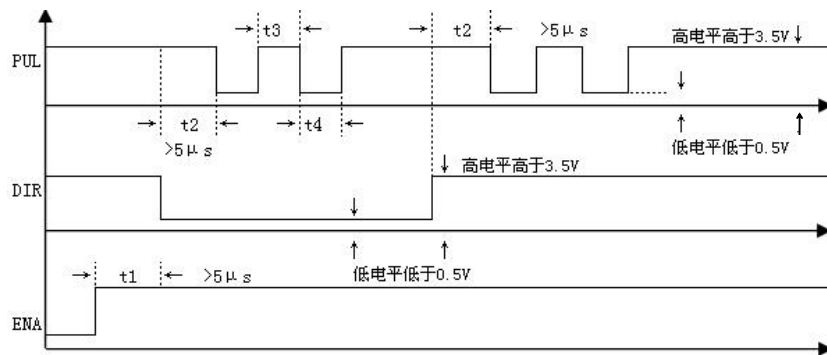 t3
t2
>5μs
高电平高于3.5V
PUL
t2
t4
>5μs
低电平低于0.5V
高电平高于3.5V
DIR
t1
>5μs
低电平低于0.5V
ENA